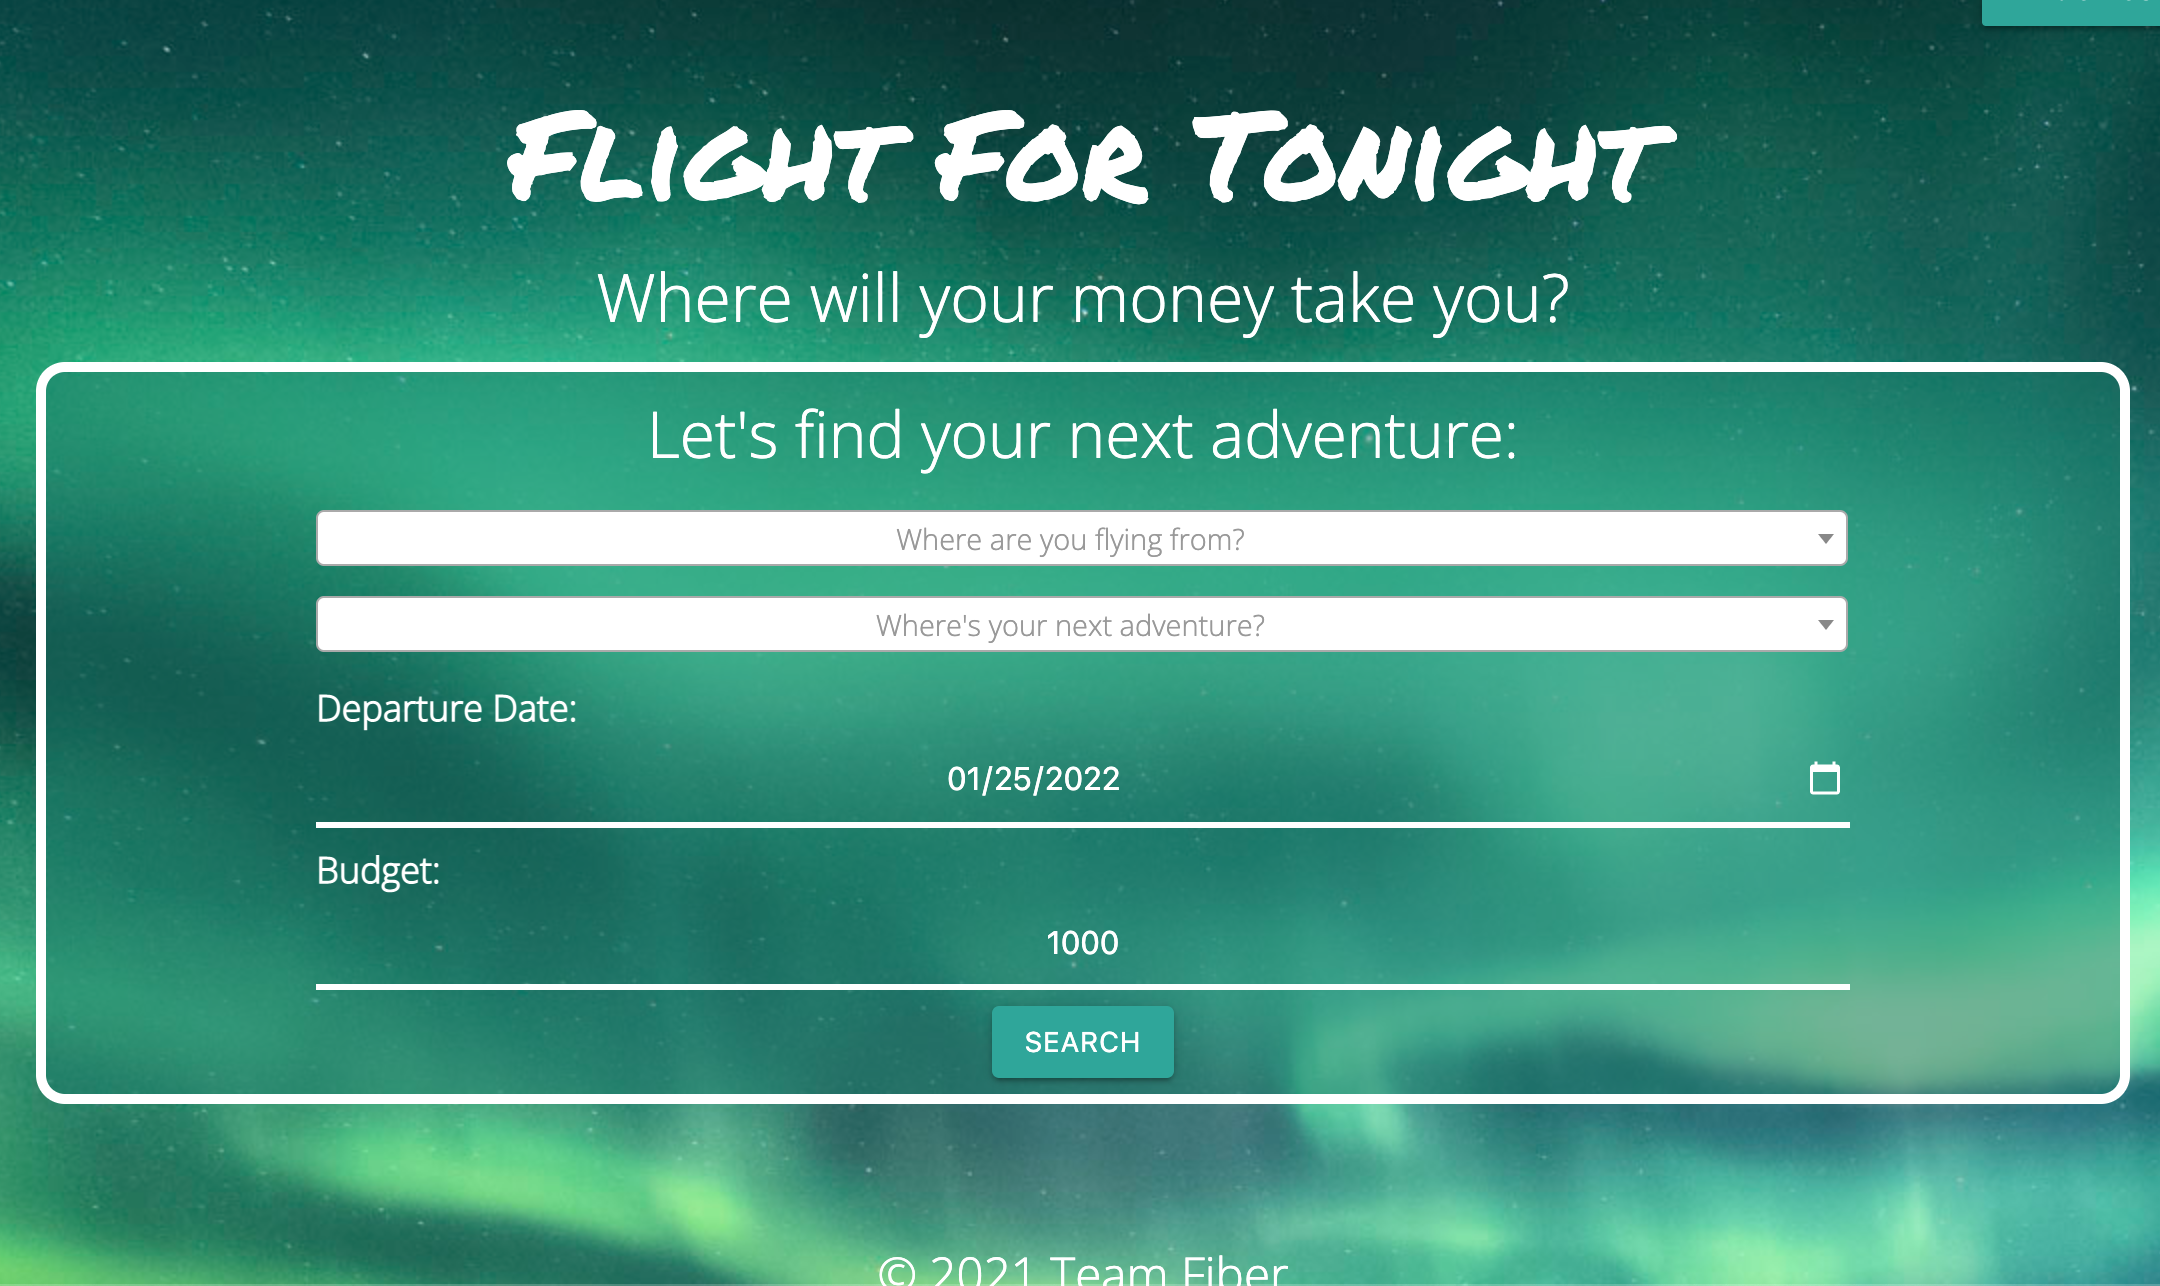 Flight For Tonight
Where will your money take you?
Let's find your next adventure:
Where are you flying from?
Where's your next adventure?
Departure Date:
01/25/2022
Budget:
1000
SEARCH
© 2021 Team Fiber